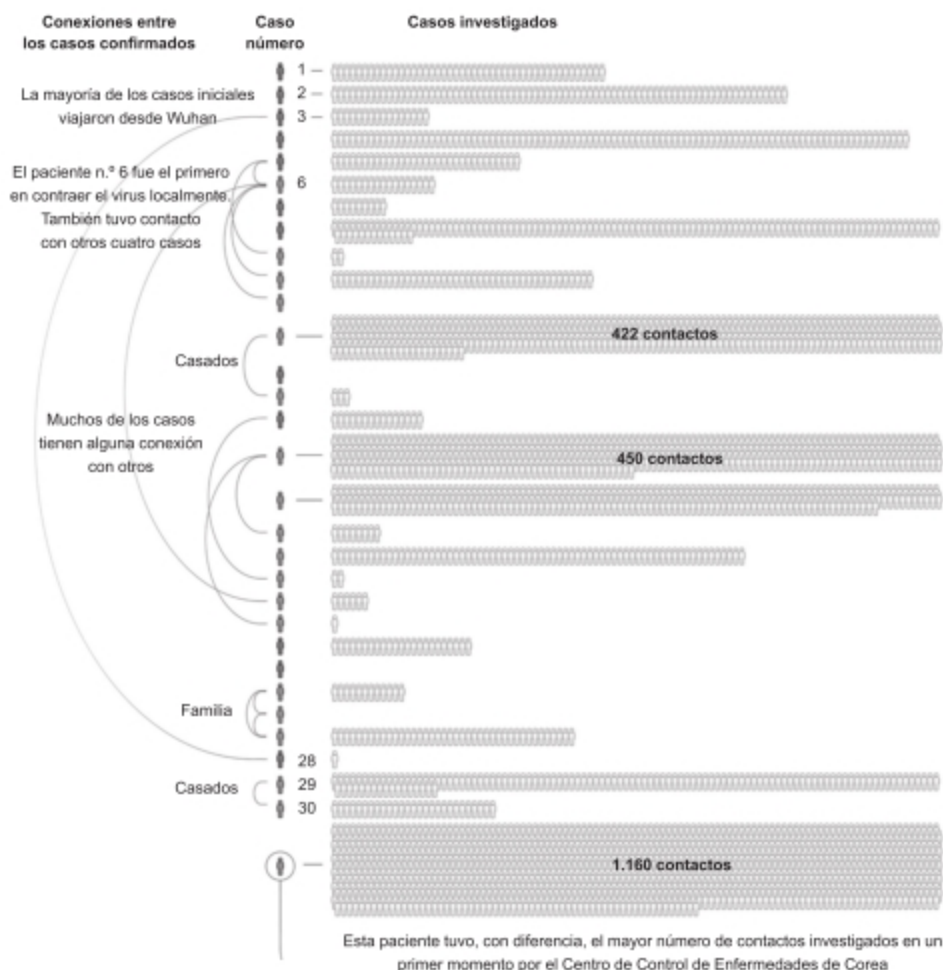 Conexiones entre
los casos confirmados
Caso
número
Casos investigados
1
La mayoría de los casos iniciales
viajaron desde Wuhan
2
3
El paciente n.º 6 fue el primero
en contraer el virus localmente.
También tuvo contacto
con otros cuatro casos
6
422 contactos
Casados
Muchos de los casos
tienen alguna conexión
con otros
450 contactos
Familia
28
Casados
29
30
1.160 contactos
Esta paciente tuvo, con diferencia, el mayor número de contactos investigados en un
primer momento por el Centro de Control de Enfermedades de Corea